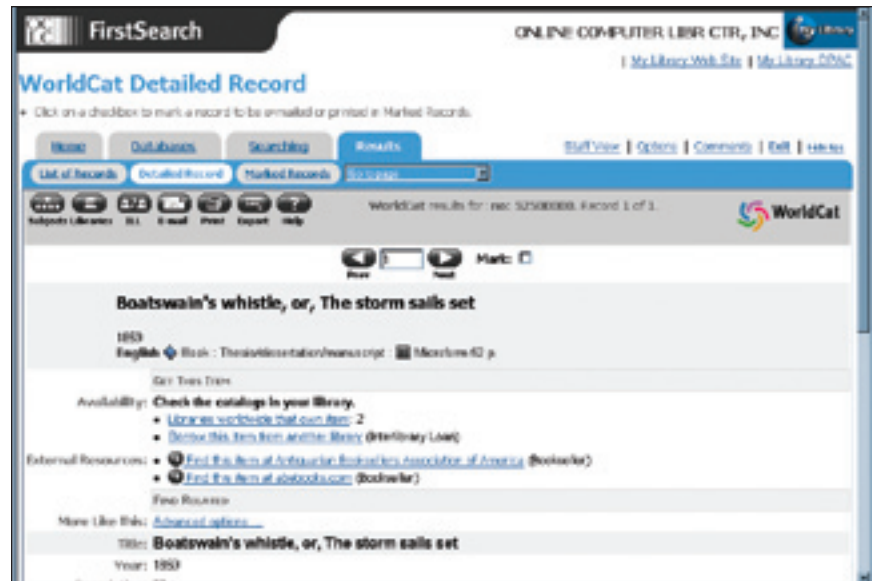 FirstSearch
ONLINE COMPUTER LIBR CTR, INC
| My Library Web Site | My Library OPAC
WorldCat Detailed Record
• Click on a checkbox to mark a record to be e-mailed or printed in Marked Records.
Home Databases Searching Results
Staff View | Options | Comments | Exit |
List of Records Detailed Record Marked Records Go to page
Subjects Libraries ILL E-mail Print Export Help
WorldCat results for: no: Record 1 of 1.
WorldCat
Prev 1 Next Mark:
Boatswain's whistle, or, The storm sails set
1853
English Book : Thesis/dissertation/manuscript : Microform 62 p.
GET THIS ITEM
Availability: Check the catalogs in your library.
• Libraries worldwide that own item: 2
• Borrow this item from another library (Interlibrary Loan)
External Resources: • Find this item at Antiquarian Booksellers Association of America (Bookseller)
• Find this item at abebooks.com (Bookseller)
FIND RELATED
More Like This: Advanced options ...
Title: Boatswain's whistle, or, The storm sails set
Year: 1853